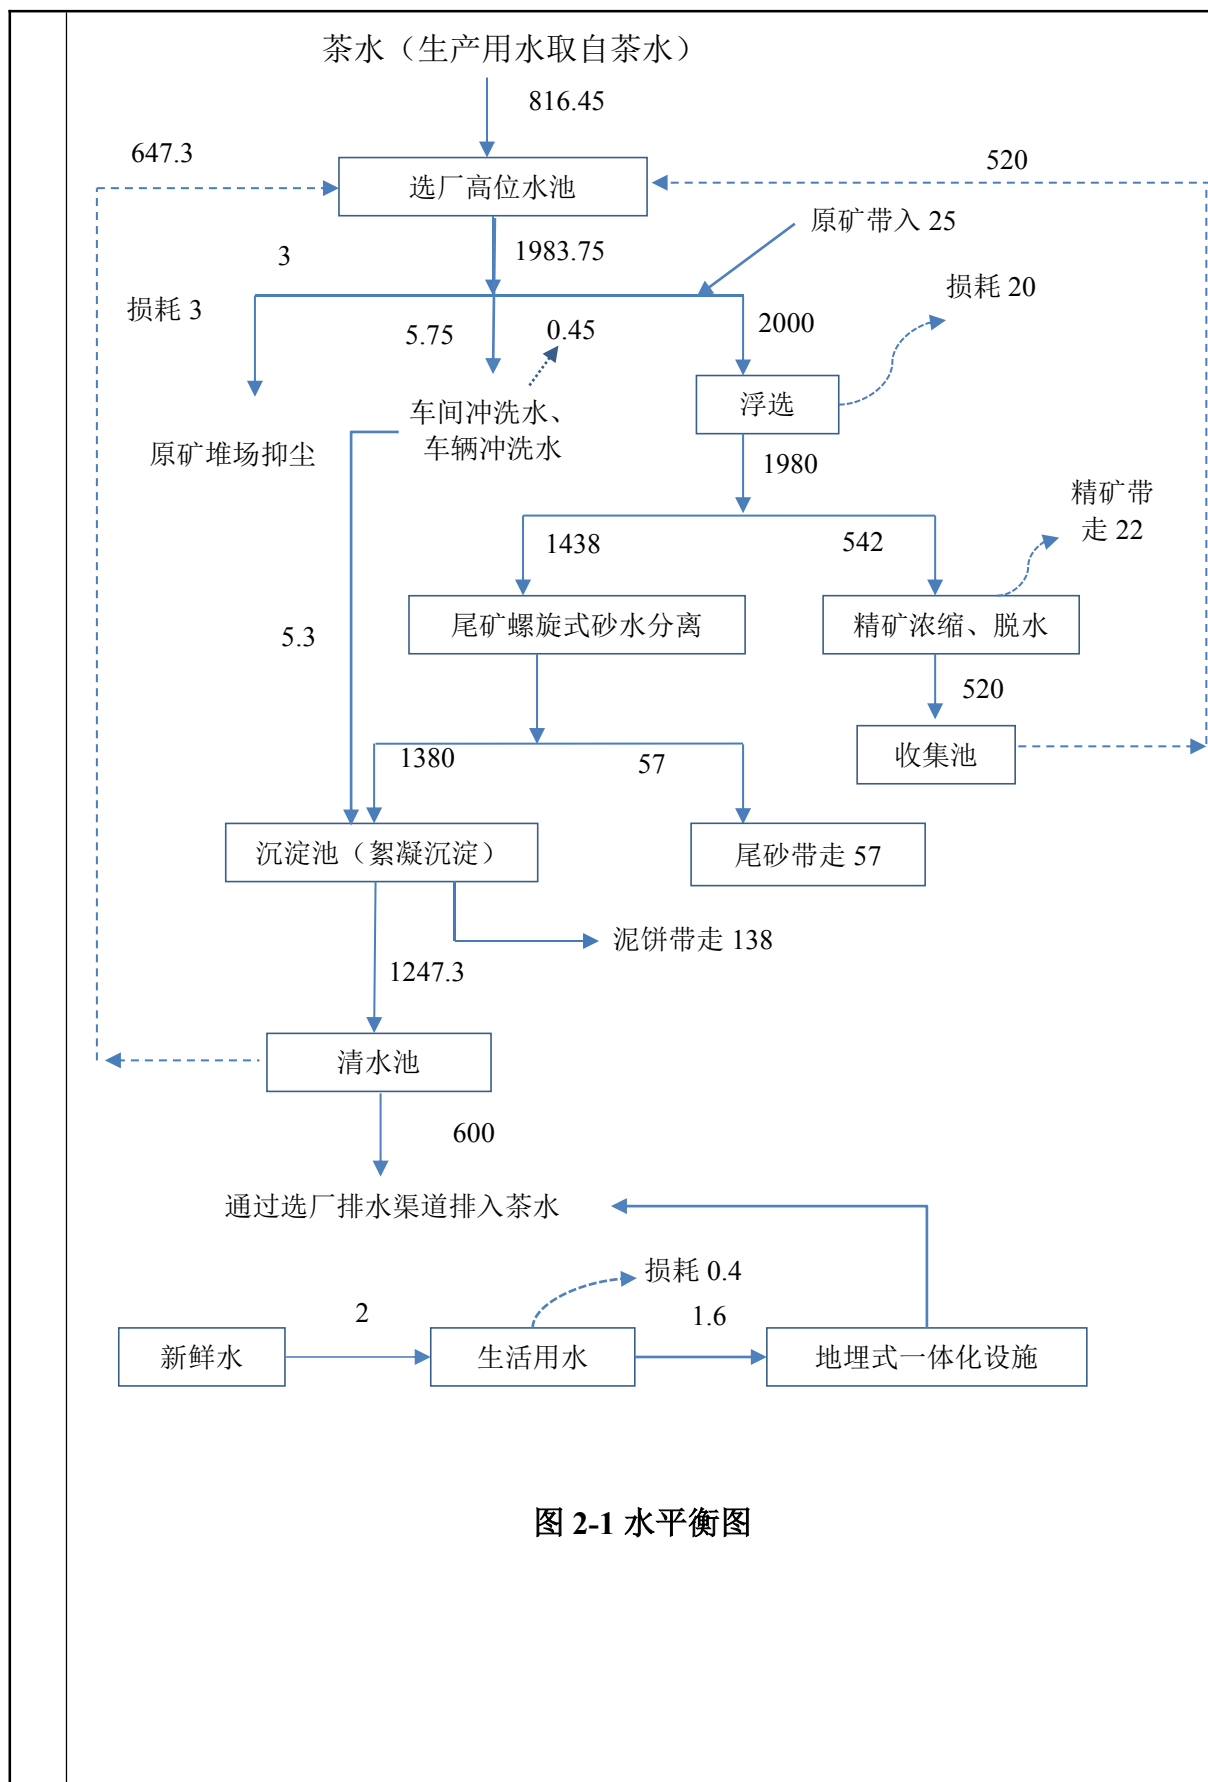 茶水（生产用水取自茶水）
816.45
647.3
520
选厂高位水池
原矿带入 25
3
1983.75
损耗 3
5.75
0.45
2000
损耗 20
浮选
车间冲洗水、
车辆冲洗水
原矿堆场抑尘
1980
精矿带
走 22
1438
542
尾矿螺旋式砂水分离
精矿浓缩、脱水
5.3
520
1380
57
收集池
沉淀池（絮凝沉淀）
尾砂带走 57
泥饼带走 138
1247.3
清水池
600
通过选厂排水渠道排入茶水
损耗 0.4
2
1.6
新鲜水
生活用水
地埋式一体化设施
图 2-1 水平衡图